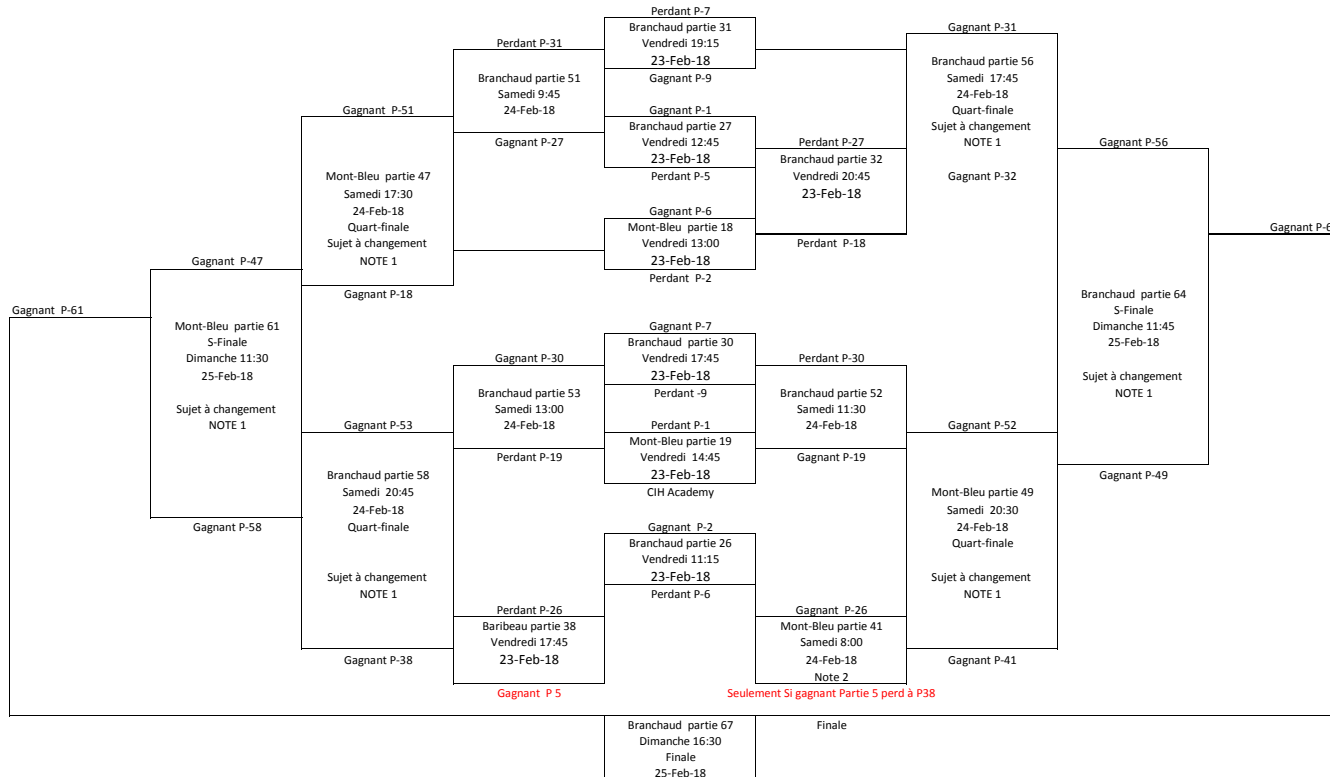 Perdant P-7
Branchaud partie 31
Vendredi 19:15
23-Feb-18
Gagnant P-9
Gagnant P-31
Perdant P-31
Branchaud partie 51
Samedi 9:45
24-Feb-18
Gagnant P-27
Branchaud partie 56
Samedi 17:45
24-Feb-18
Quart-finale
Sujet à changement
NOTE 1
Gagnant P-32
Gagnant P-51
Gagnant P-1
Branchaud partie 27
Vendredi 12:45
23-Feb-18
Perdant P-5
Perdant P-27
Branchaud partie 32
Vendredi 20:45
23-Feb-18
Perdant P-18
Gagnant P-56
Mont-Bleu partie 47
Samedi 17:30
24-Feb-18
Quart-finale
Sujet à changement
NOTE 1
Gagnant P-18
Gagnant P-6
Mont-Bleu partie 18
Vendredi 13:00
23-Feb-18
Perdant P-2
Gagnant P-6
Gagnant P-47
Gagnant P-61
Mont-Bleu partie 61
S-Finale
Dimanche 11:30
25-Feb-18
Sujet à changement
NOTE 1
Gagnant P-58
Branchaud partie 64
S-Finale
Dimanche 11:45
25-Feb-18
Sujet à changement
NOTE 1
Gagnant P-49
Gagnant P-7
Branchaud partie 30
Vendredi 17:45
23-Feb-18
Perdant -9
Gagnant P-30
Branchaud partie 53
Samedi 13:00
24-Feb-18
Perdant P-19
Perdant P-30
Branchaud partie 52
Samedi 11:30
24-Feb-18
Gagnant P-19
Perdant P-1
Mont-Bleu partie 19
Vendredi 14:45
23-Feb-18
CIH Academy
Gagnant P-53
Branchaud partie 58
Samedi 20:45
24-Feb-18
Quart-finale
Sujet à changement
NOTE 1
Gagnant P-38
Gagnant P-52
Mont-Bleu partie 49
Samedi 20:30
24-Feb-18
Quart-finale
Sujet à changement
NOTE 1
Gagnant P-41
Gagnant P-2
Branchaud partie 26
Vendredi 11:15
23-Feb-18
Perdant P-6
Perdant P-26
Baribeau partie 38
Vendredi 17:45
23-Feb-18
Gagnant P 5
Gagnant P-26
Mont-Bleu partie 41
Samedi 8:00
24-Feb-18
Note 2
Seulement Si gagnant Partie 5 perd à P38
Branchaud partie 67
Dimanche 16:30
Finale
25-Feb-18
Finale